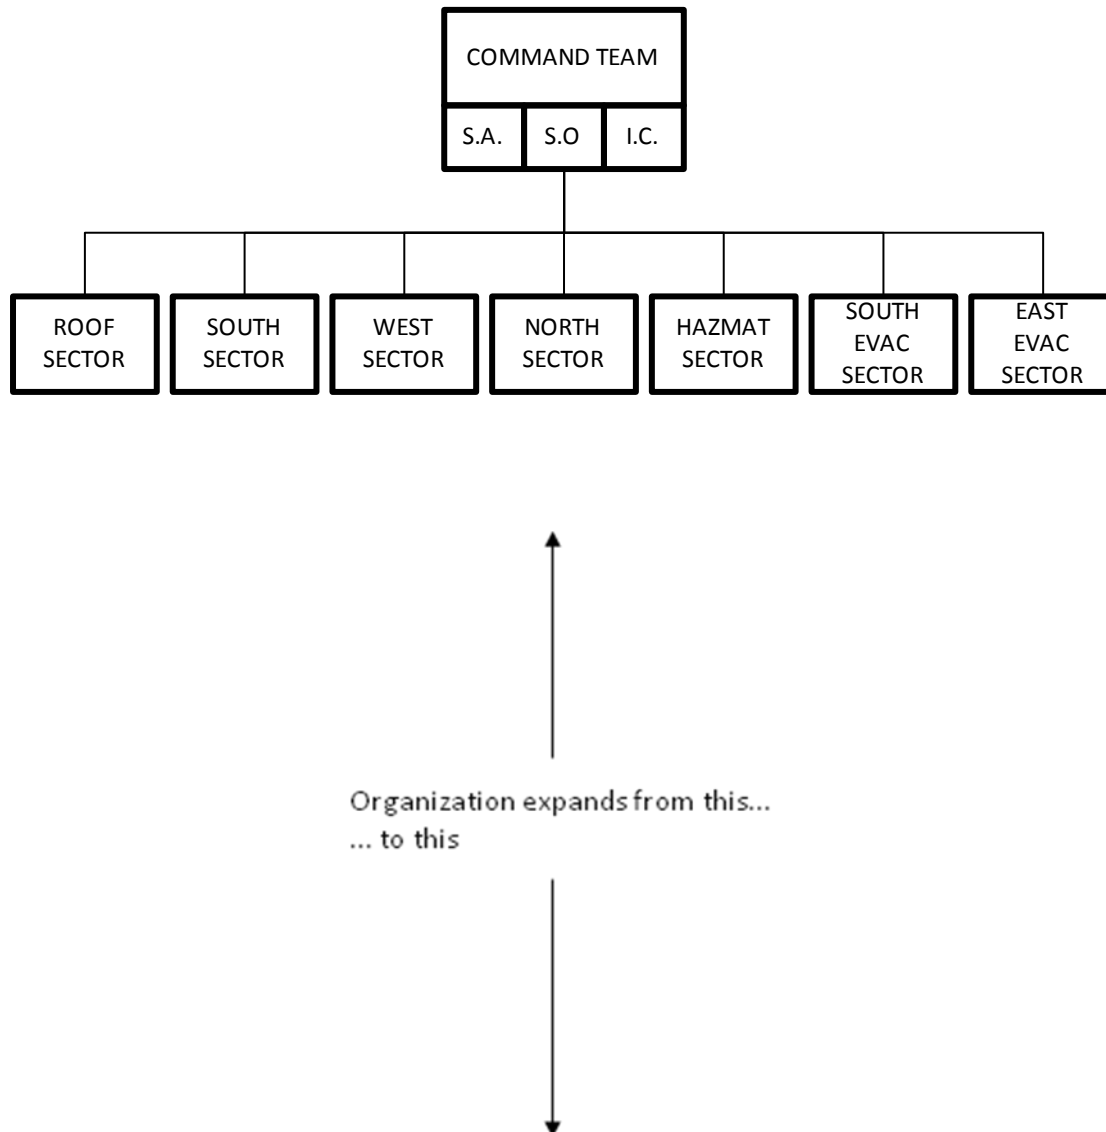 COMMAND TEAM
S.A.
S.O
I.C.
ROOF
SECTOR
SOUTH
SECTOR
WEST
SECTOR
NORTH
SECTOR
HAZMAT
SECTOR
SOUTH
EVAC
SECTOR
EAST
EVAC
SECTOR
Organization expands from this...
... to this